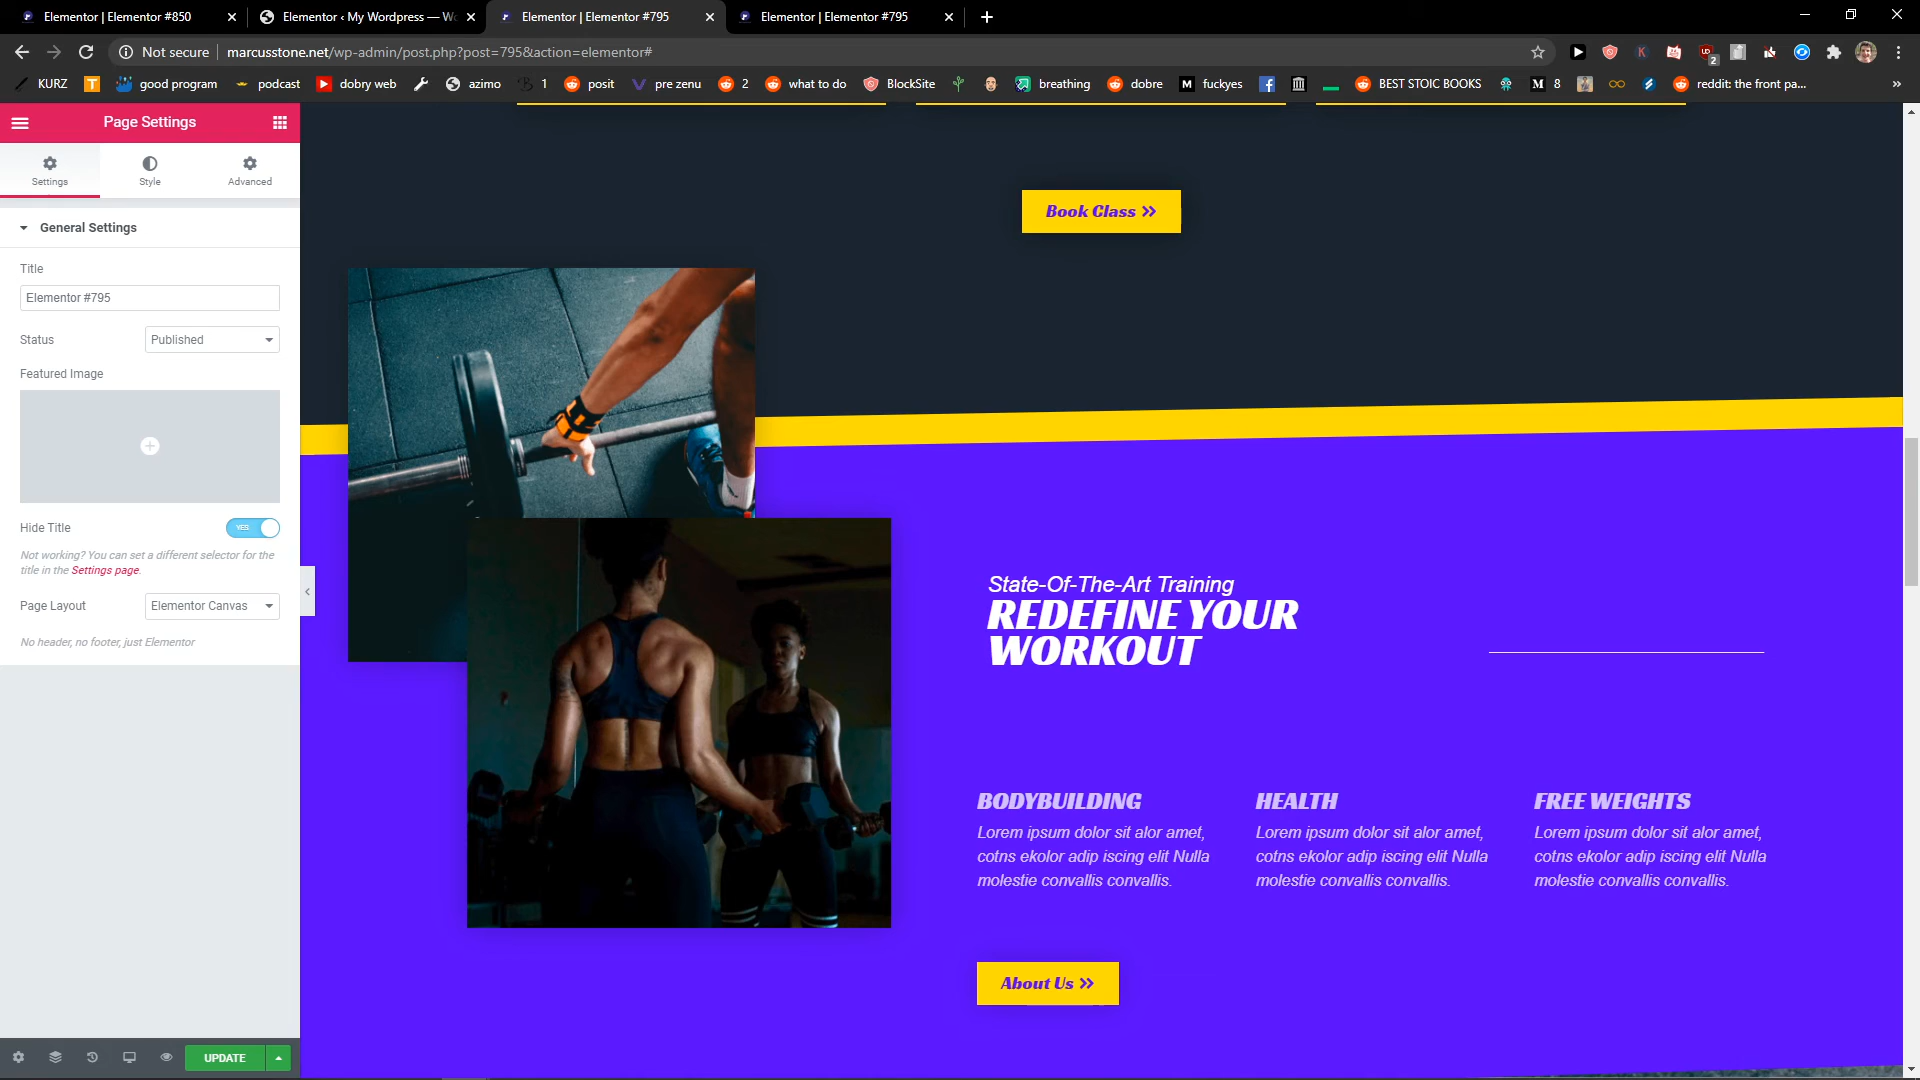 Elementor | Elementor #850
Elementor ‹ My Wordpress — Wo
Elementor | Elementor #795
Elementor | Elementor #795
Not secure
marcusstone.net/wp-admin/post.php?post=795&action=elementor#
2
KURZ
T
good program
podcast
dobry web
azimo
1
posit
pre zenu
2
what to do
BlockSite
breathing
dobre
fuckyes
BEST STOIC BOOKS
8
reddit: the front pa...
»
Page Settings
Settings
Style
Advanced
General Settings
Title
Elementor #795
Status
Published
Featured Image
Hide Title
YES
Not working? You can set a different selector for the
title in the Settings page.
Page Layout
Elementor Canvas
No header, no footer, just Elementor
UPDATE
Book Class »
State-Of-The-Art Training
REDEFINE YOUR
WORKOUT
BODYBUILDING
Lorem ipsum dolor sit alor amet,
cotns ekolor adip iscing elit Nulla
molestie convallis convallis.
HEALTH
Lorem ipsum dolor sit alor amet,
cotns ekolor adip iscing elit Nulla
molestie convallis convallis.
FREE WEIGHTS
Lorem ipsum dolor sit alor amet,
cotns ekolor adip iscing elit Nulla
molestie convallis convallis.
About Us »